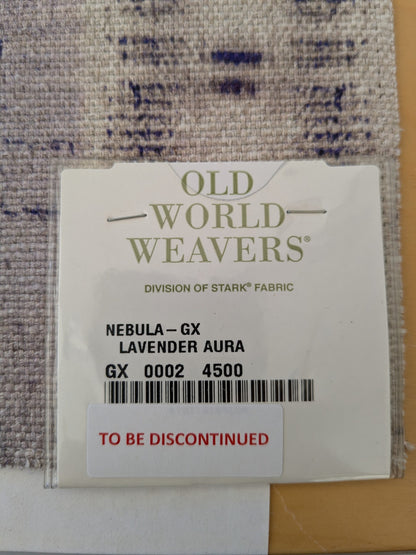 OLD
WORLD
WEAVERS®
DIVISION OF STARK® FABRIC
NEBULA-GX
LAVENDER AURA
GX 0002 4500
TO BE DISCONTINUED